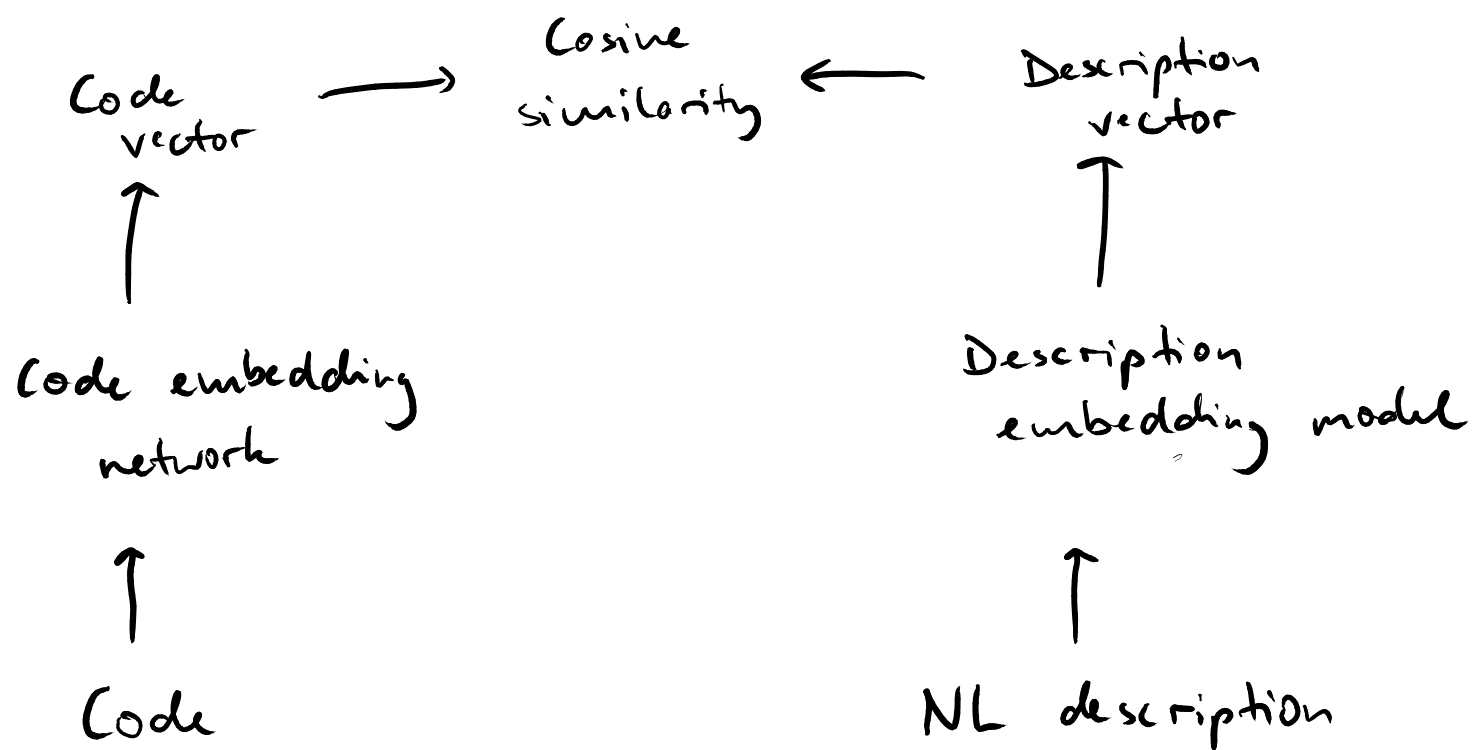 Cosine
similarity
Code
vector
Description
vector
Code embedding
network
Description
embedding model
Code
NL description